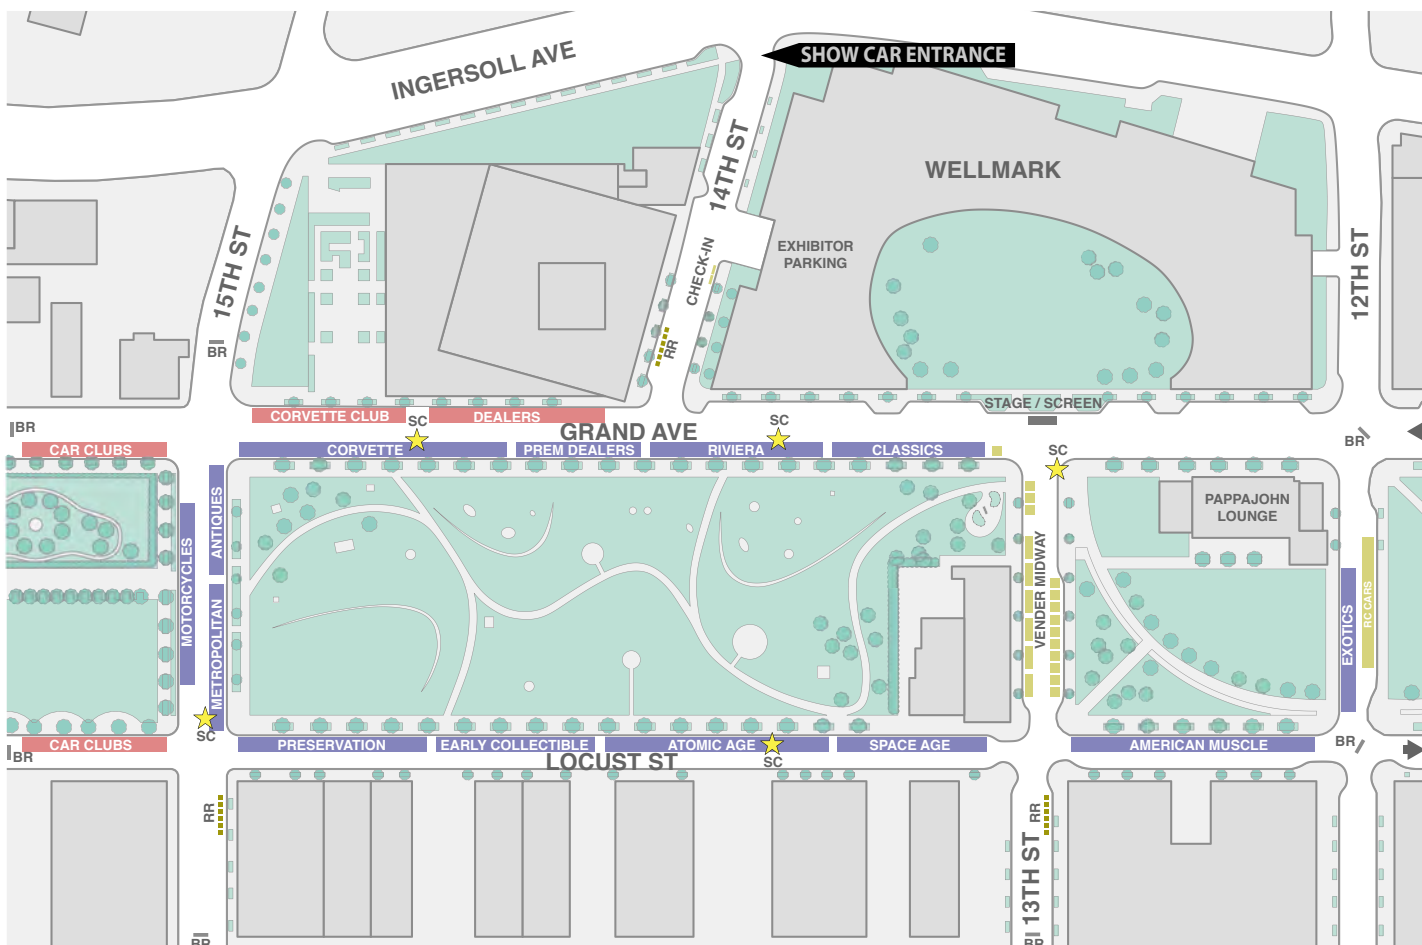 INGERSOLL AVE
SHOW CAR ENTRANCE
14TH ST
WELLMARK
15TH ST
CHECK-IN
EXHIBITOR
PARKING
12TH ST
RR
BR
STAGE / SCREEN
CORVETTE CLUB
DEALERS
SC
SC
BR
GRAND AVE
BR
CAR CLUBS
CORVETTE
PREM DEALERS
RIVIERA
CLASSICS
SC
ANTIQUES
PAPPAJOHN
LOUNGE
MOTORCYCLES
VENDER MIDWAY
RC CARS
METROPOLITAN
EXOTICS
SC
CAR CLUBS
PRESERVATION
EARLY COLLECTIBLE
ATOMIC AGE
SPACE AGE
AMERICAN MUSCLE
BR
BR
LOCUST ST
SC
RR
RR
13TH ST
BR
BR